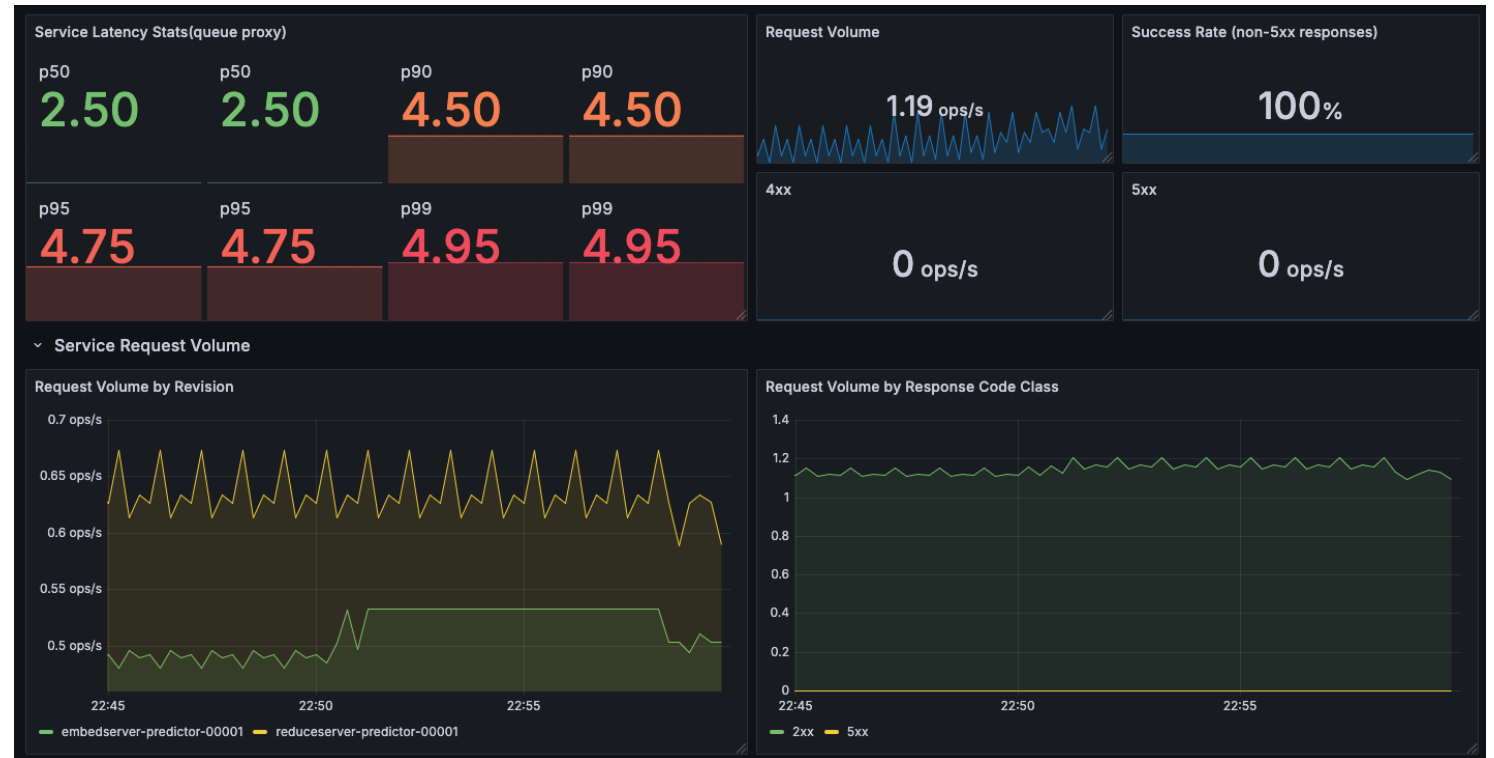 Service Latency Stats(queue proxy)
p50
2.50
p50
2.50
p90
4.50
p90
4.50
p95
4.75
p95
4.75
p99
4.95
p99
4.95
Request Volume
1.19 ops/s
Success Rate (non-5xx responses)
100%
4xx
0 ops/s
5xx
0 ops/s
Service Request Volume
Request Volume by Revision
0.7 ops/s
0.65 ops/s
0.6 ops/s
0.55 ops/s
0.5 ops/s
22:45 22:50 22:55
embedserver-predictor-00001 reduceserver-predictor-00001
Request Volume by Response Code Class
1.4
1.2
1
0.8
0.6
0.4
0.2
0
22:45 22:50 22:55
2xx 5xx